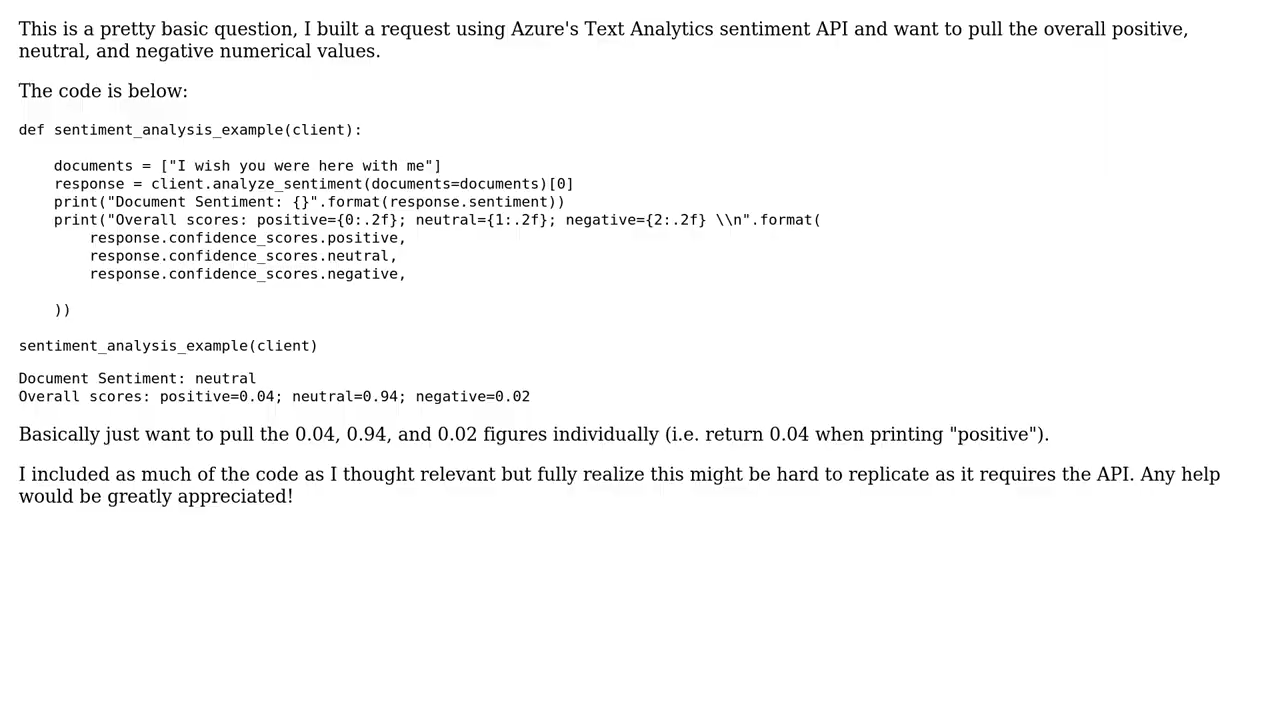 This is a pretty basic question, I built a request using Azure's Text Analytics sentiment API and want to pull the overall positive,
neutral, and negative numerical values.
The code is below:
def sentiment_analysis_example(client):
    documents = ["I wish you were here with me"]
    response = client.analyze_sentiment(documents=documents)[0]
    print("Document Sentiment: {}".format(response.sentiment))
    print("Overall scores: positive={0:.2f}; neutral={1:.2f}; negative={2:.2f} \\n".format(
        response.confidence_scores.positive,
        response.confidence_scores.neutral,
        response.confidence_scores.negative,
    ))
sentiment_analysis_example(client)
Document Sentiment: neutral
Overall scores: positive=0.04; neutral=0.94; negative=0.02
Basically just want to pull the 0.04, 0.94, and 0.02 figures individually (i.e. return 0.04 when printing "positive").
I included as much of the code as I thought relevant but fully realize this might be hard to replicate as it requires the API. Any help
would be greatly appreciated!